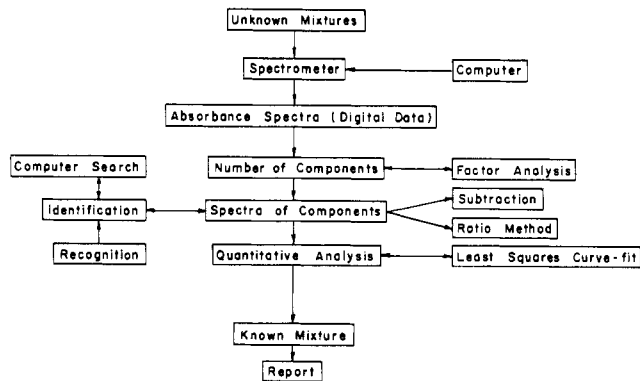 Unknown Mixtures
Spectrometer
Computer
Absorbance Spectra (Digital Data)
Computer Search
Number of Components
Factor Analysis
Subtraction
Identification
Spectra of Components
Ratio Method
Recognition
Quantitative Analysis
Least Squares Curve-fit
Known Mixture
Report